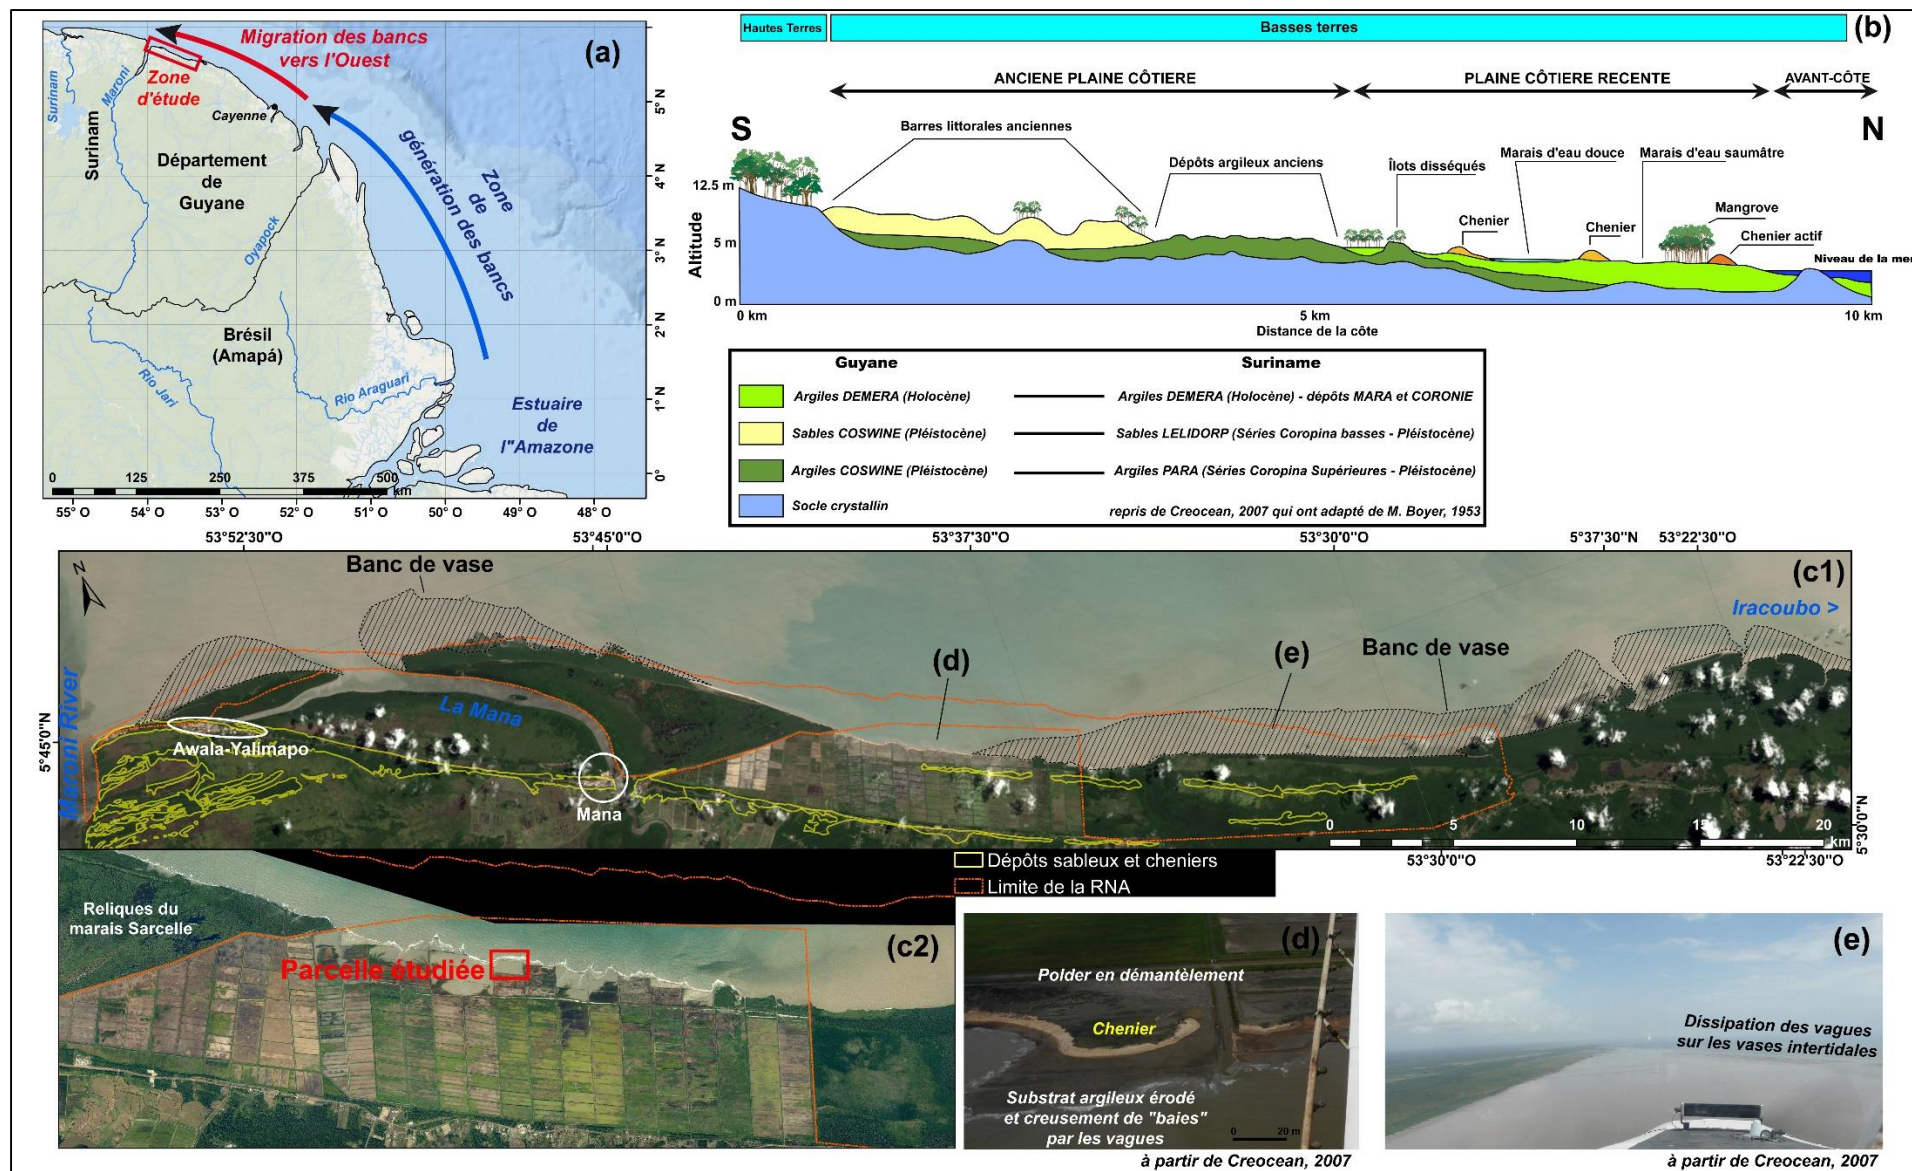 (a)
Migration des bancs
vers l'Ouest
Zone
d'étude
Surinam
Maroni
Surinam
Cayenne
Département
de
Guyane
Oyapock
Zone
de
génération des bancs
Brésil
(Amapá)
Rio Jari
Rio Araguari
Estuaire
de
l"Amazone
0 125 250 375 500
km
5° N
4° N
3° N
2° N
1° N
0°
55° O 54° O 53° O 52° O 51° O 50° O 49° O 48° O
(b)
Hautes Terres
Basses terres
ANCIENE PLAINE CÔTIERE
PLAINE CÔTIERE RECENTE
AVANT-CÔTE
S
N
Barres littorales anciennes
Dépôts argileux anciens
Îlots disséqués
Marais d'eau douce
Marais d'eau saumâtre
Chenier
Chenier
Mangrove
Chenier actif
Niveau de la mer
Altitude
12.5 m
5 m
0 m
0 km
5 km
10 km
Distance de la côte
Guyane
Suriname
Argiles DEMERA (Holocène)
Argiles DEMERA (Holocène) - dépôts MARA et CORONIE
Sables COSWINE (Pléistocène)
Sables LELIDORP (Séries Coropina basses - Pléistocène)
Argiles COSWINE (Pléistocène)
Argiles PARA (Séries Coropina Supérieures - Pléistocène)
Socle crystallin
repris de Creocean, 2007 qui ont adapté de M. Boyer, 1953
53°52'30"O
53°45'0"O
53°37'30"O
53°30'0"O
5°37'30"N
53°22'30"O
(c1)
N
Banc de vase
Iracoubo >
(d)
(e)
Banc de vase
Maroni River
La Mana
Awala-Yalimapo
Mana
5°45'0"N
5°30'0"N
0 5 10 15 20
km
53°30'0"O
53°22'30"O
Dépôts sableux et cheniers
Limite de la RNA
Reliques du
marais Sarcelle
(c2)
Parcelle étudiée
(d)
Polder en démantèlement
Chenier
Substrat argileux érodé
et creusement de "baies"
par les vagues
0 20 m
à partir de Creocean, 2007
(e)
Dissipation des vagues
sur les vases intertidales
à partir de Creocean, 2007